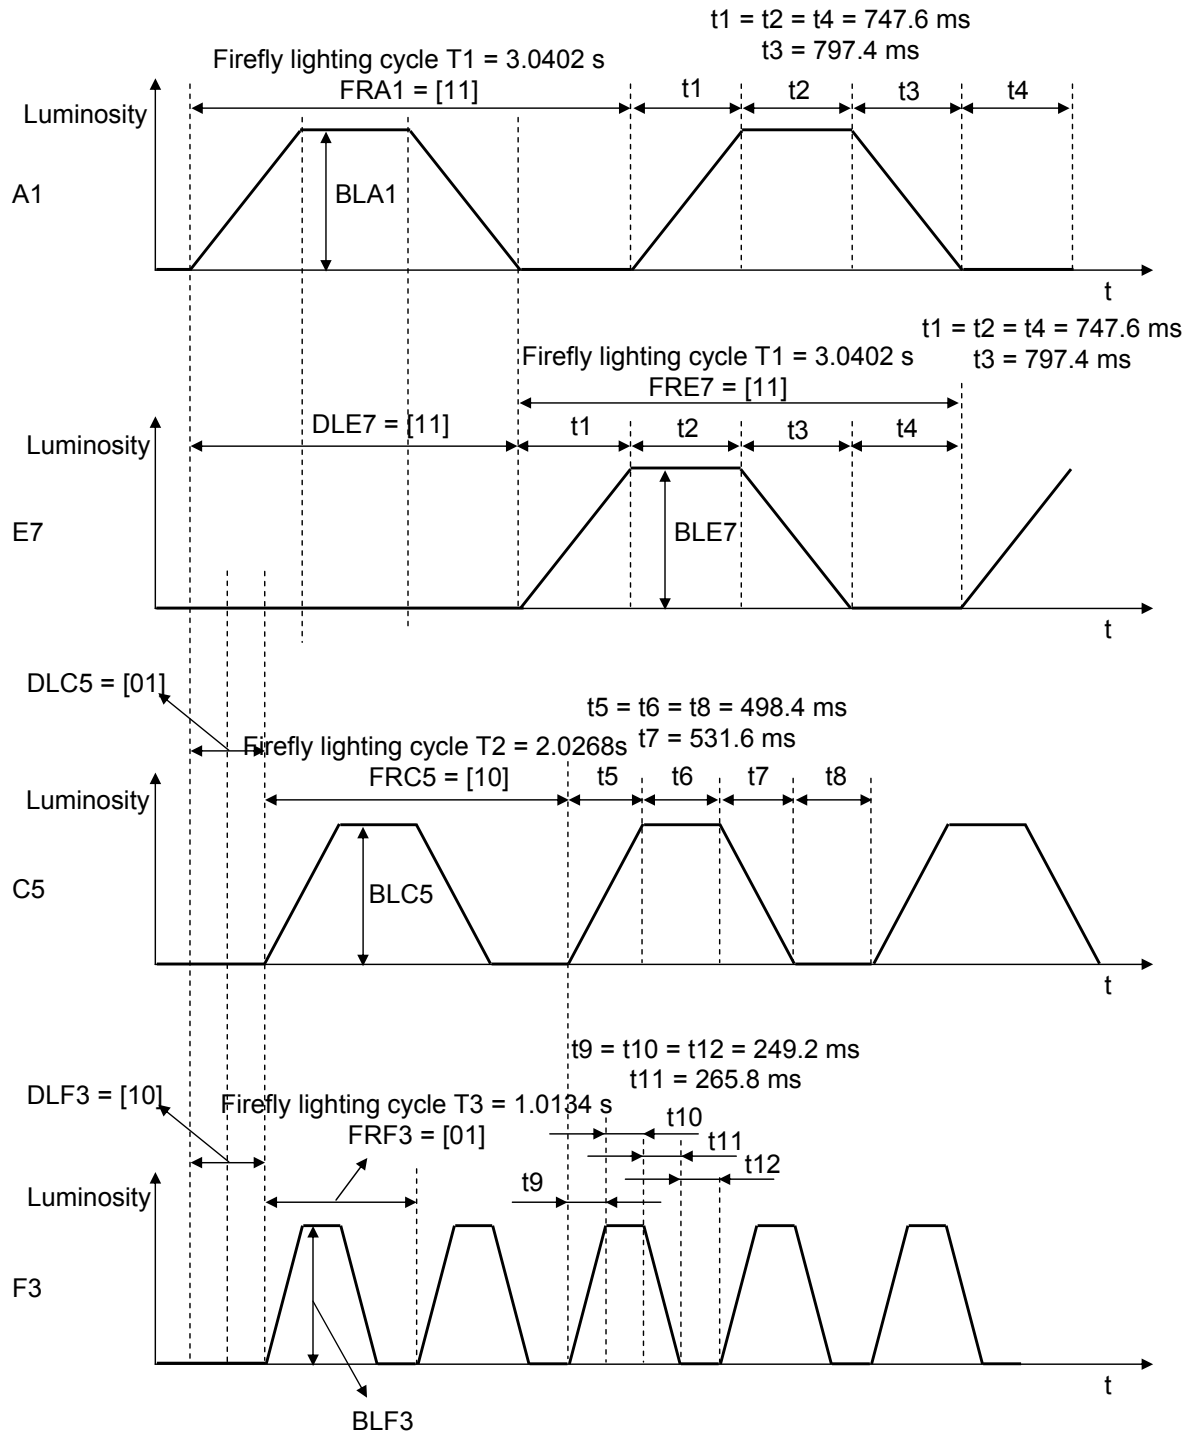 t1 = t2 = t4 = 747.6 ms
t3 = 797.4 ms
Firefly lighting cycle T1 = 3.0402 s
FRA1 = [11]
t1
t2
t3
t4
Luminosity
A1
BLA1
t
t1 = t2 = t4 = 747.6 ms
t3 = 797.4 ms
Firefly lighting cycle T1 = 3.0402 s
FRE7 = [11]
DLE7 = [11]
t1
t2
t3
t4
Luminosity
E7
BLE7
t
DLC5 = [01]
t5 = t6 = t8 = 498.4 ms
t7 = 531.6 ms
Firefly lighting cycle T2 = 2.0268s
FRC5 = [10]
t5
t6
t7
t8
Luminosity
C5
BLC5
t
t9 = t10 = t12 = 249.2 ms
t11 = 265.8 ms
DLF3 = [10]
Firefly lighting cycle T3 = 1.0134 s
FRF3 = [01]
t10
t11
t12
t9
Luminosity
F3
t
BLF3